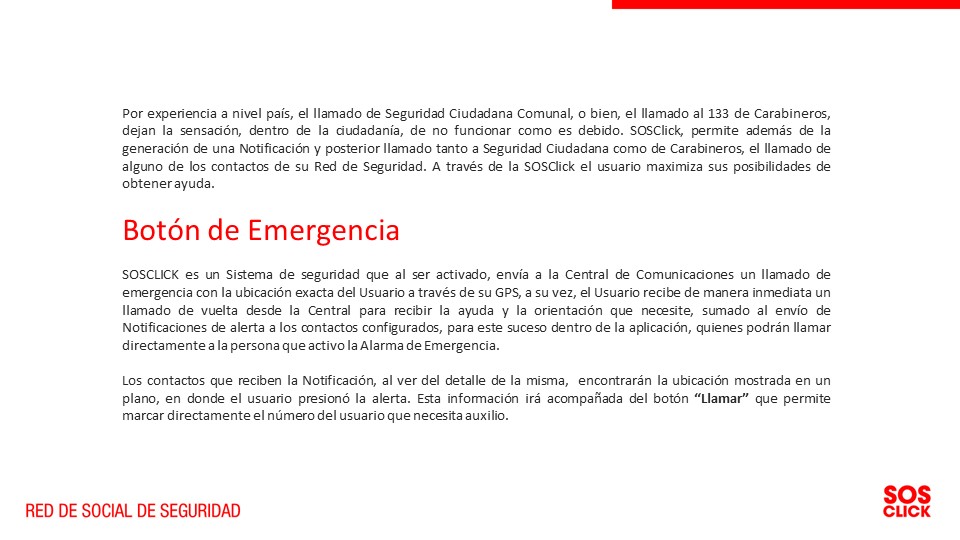 Por experiencia a nivel país, el llamado de Seguridad Ciudadana Comunal, o bien, el llamado al 133 de Carabineros,
dejan la sensación, dentro de la ciudadanía, de no funcionar como es debido. SOSClick, permite además de la
generación de una Notificación y posterior llamado tanto a Seguridad Ciudadana como de Carabineros, el llamado de
alguno de los contactos de su Red de Seguridad. A través de la SOSClick el usuario maximiza sus posibilidades de
obtener ayuda.
Botón de Emergencia
SOSCLICK es un Sistema de seguridad que al ser activado, envía a la Central de Comunicaciones un llamado de
emergencia con la ubicación exacta del Usuario a través de su GPS, a su vez, el Usuario recibe de manera inmediata un
llamado de vuelta desde la Central para recibir la ayuda y la orientación que necesite, sumado al envío de
Notificaciones de alerta a los contactos configurados, para este suceso dentro de la aplicación, quienes podrán llamar
directamente a la persona que activo la Alarma de Emergencia.
Los contactos que reciben la Notificación, al ver del detalle de la misma, encontrarán la ubicación mostrada en un
plano, en donde el usuario presionó la alerta. Esta información irá acompañada del botón “Llamar” que permite
marcar directamente el número del usuario que necesita auxilio.
RED DE SOCIAL DE SEGURIDAD
SOS
CLICK